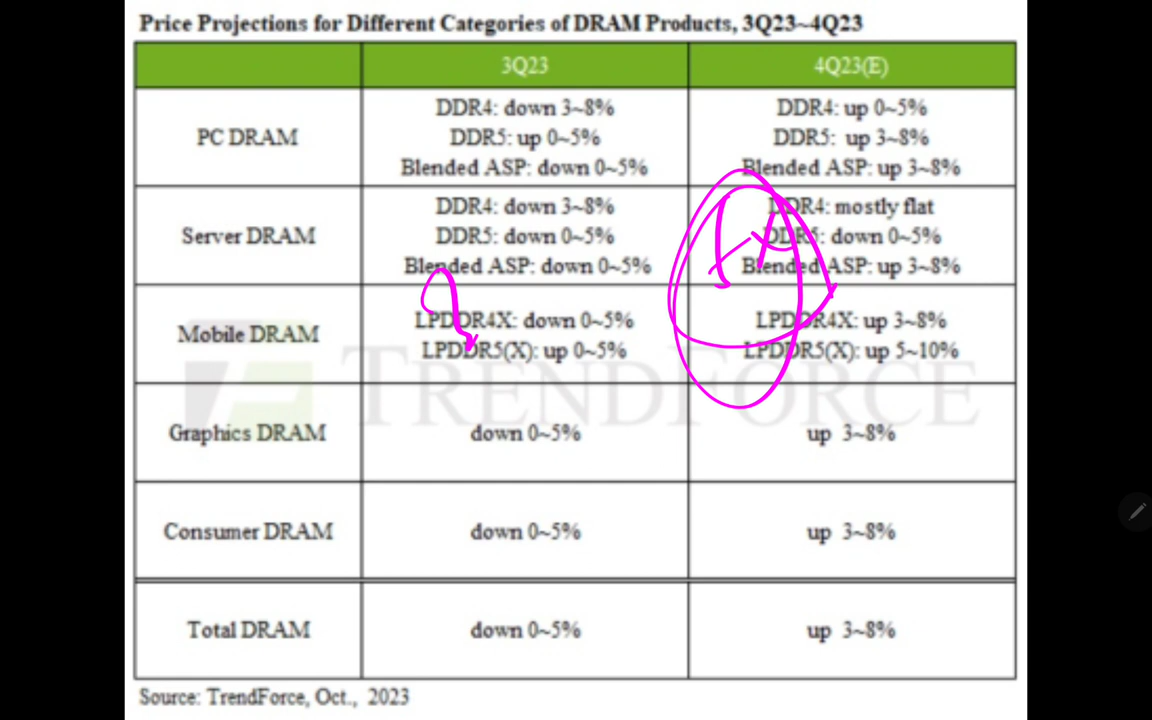 Price Projections for Different Categories of DRAM Products, 3Q23~4Q23
3Q23
4Q23(E)
PC DRAM
DDR4: down 3~8%
DDR5: up 0~5%
Blended ASP: down 0~5%
DDR4: up 0~5%
DDR5: up 3~8%
Blended ASP: up 3~8%
Server DRAM
DDR4: down 3~8%
DDR5: down 0~5%
Blended ASP: down 0~5%
DDR4: mostly flat
DDR5: down 0~5%
Blended ASP: up 3~8%
Mobile DRAM
LPDDR4X: down 0~5%
LPDDR5(X): up 0~5%
LPDDR4X: up 3~8%
LPDDR5(X): up 5~10%
TRENDFORCE
Graphics DRAM
down 0~5%
up 3~8%
Consumer DRAM
down 0~5%
up 3~8%
Total DRAM
down 0~5%
up 3~8%
Source: TrendForce, Oct., 2023